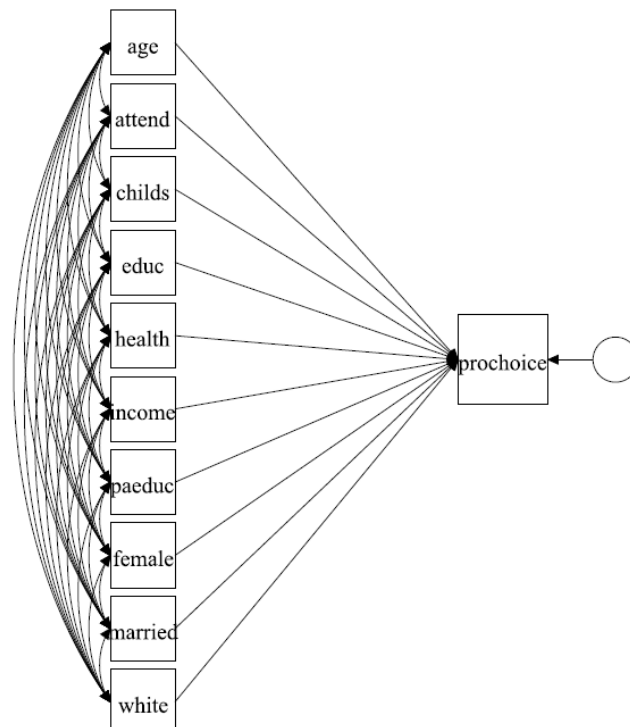 age
attend
childs
educ
health
income
prochoice
paeduc
female
married
white